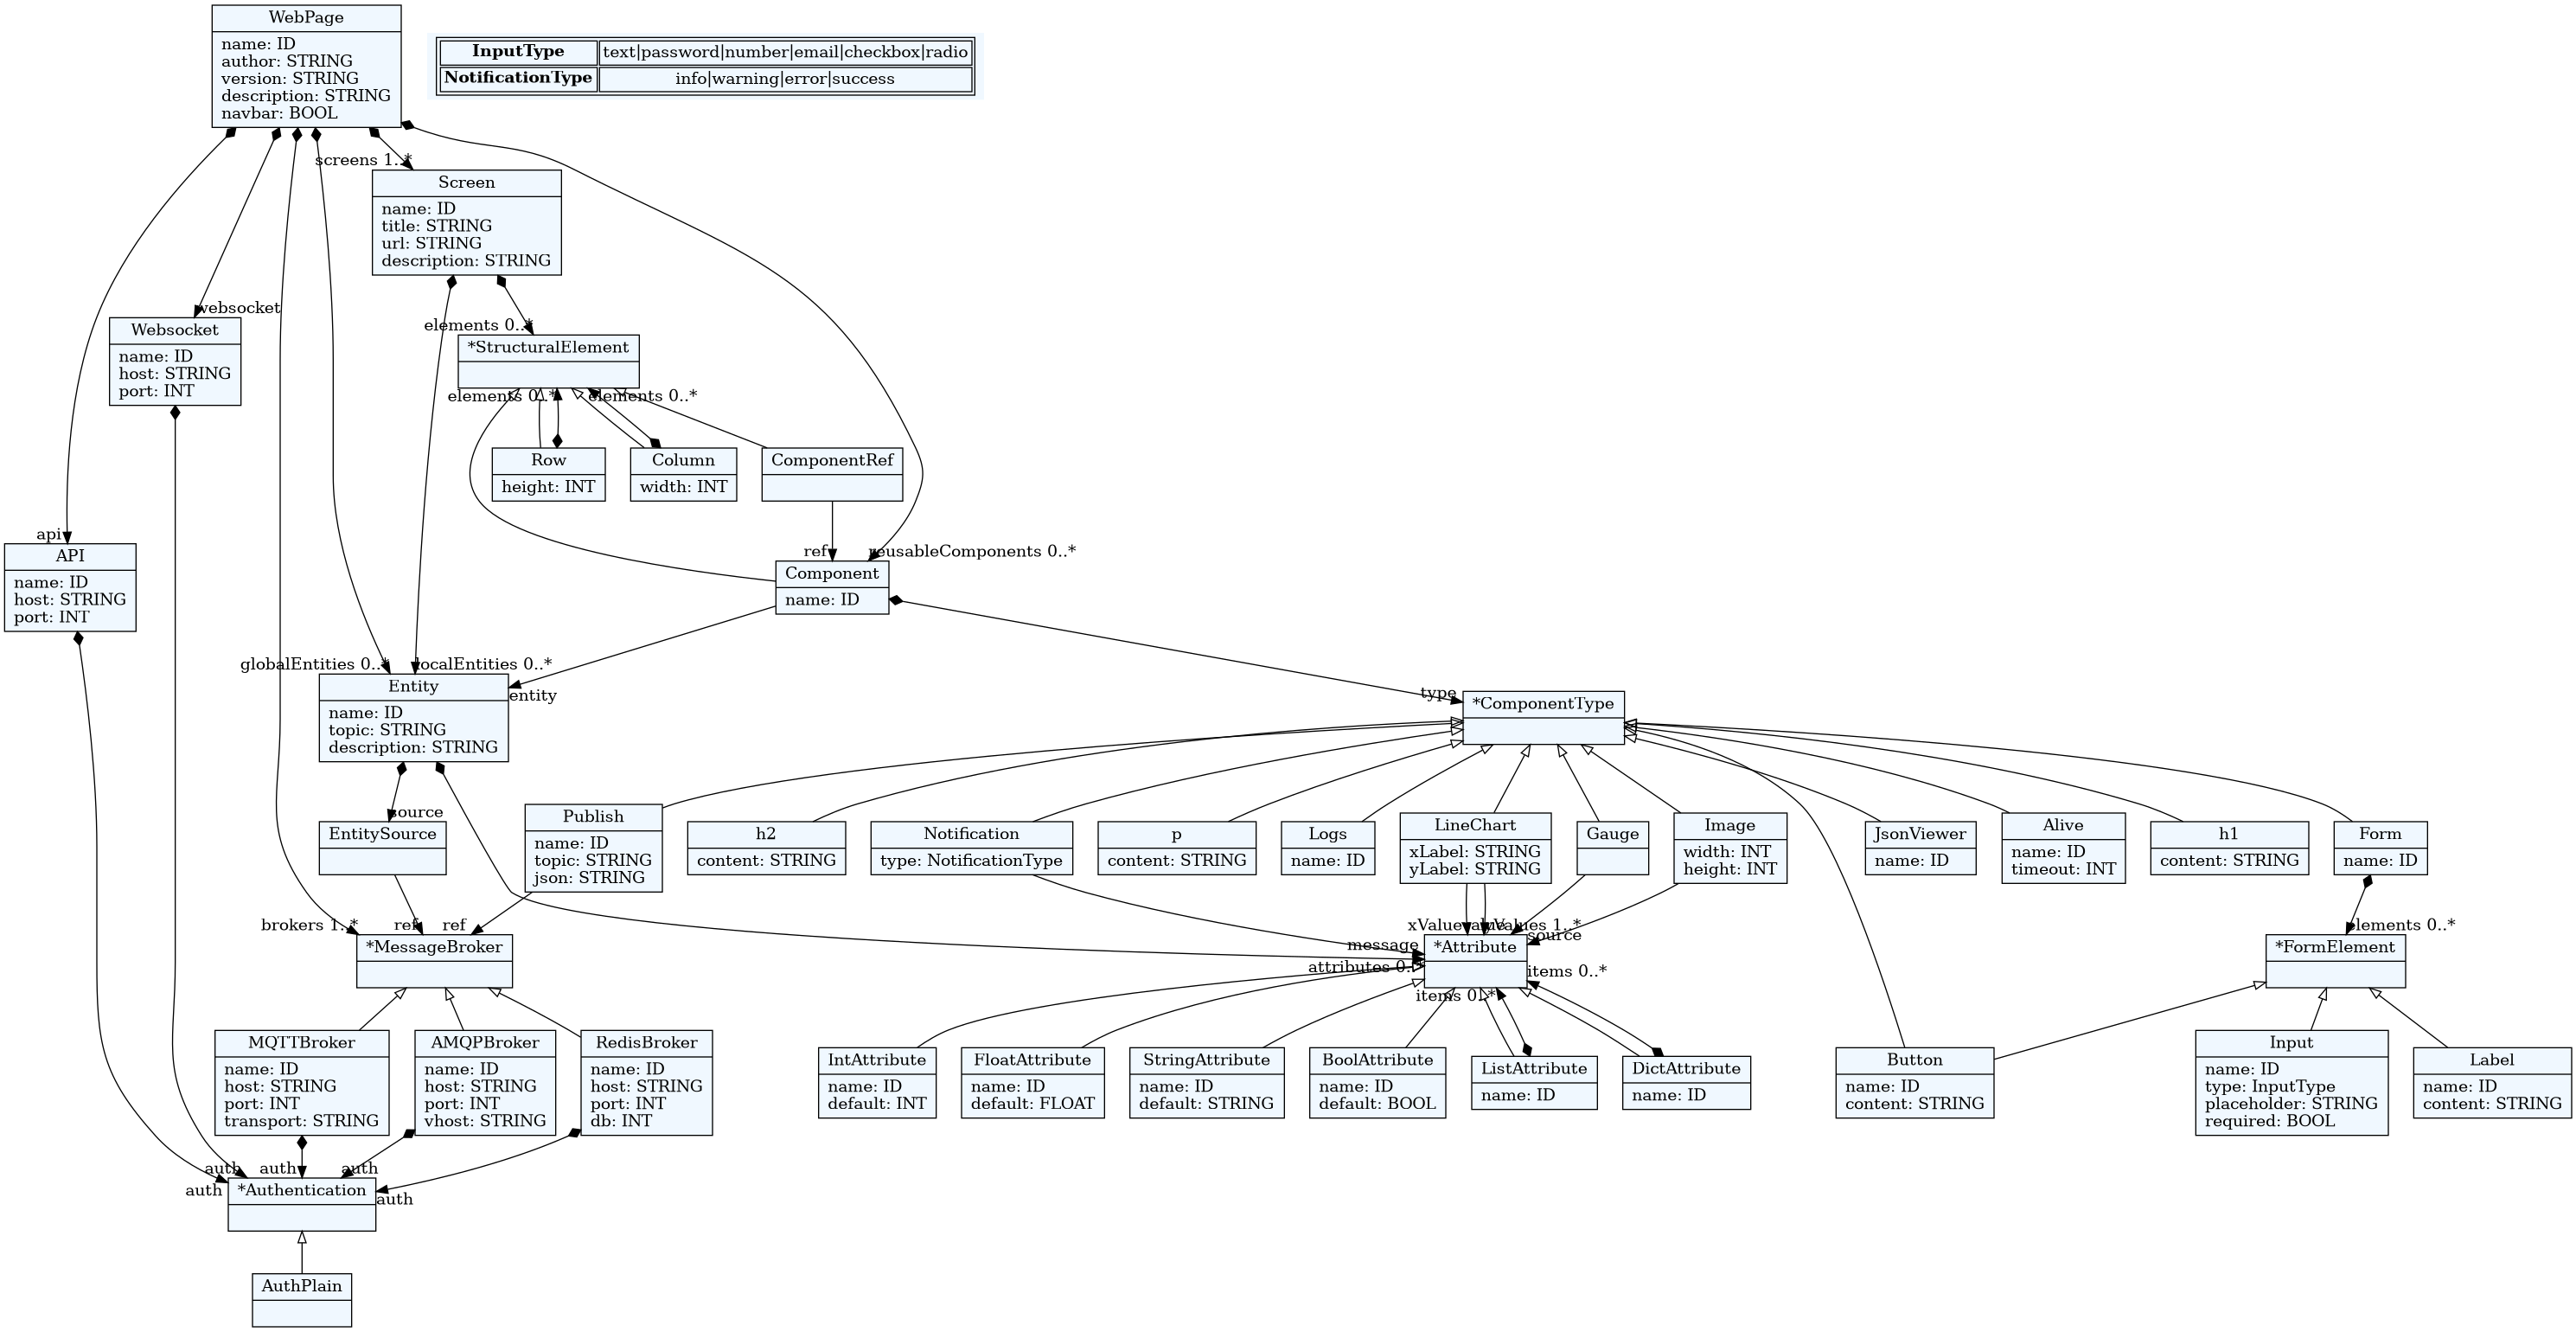 WebPage
name: ID
author: STRING
version: STRING
description: STRING
navbar: BOOL
InputType
text|password|number|email|checkbox|radio
NotificationType
info|warning|error|success
screens 1..*
Screen
name: ID
title: STRING
url: STRING
description: STRING
websocket
Websocket
name: ID
host: STRING
port: INT
elements 0..*
*StructuralElement
elements 0..*
elements 0..*
Row
height: INT
Column
width: INT
ComponentRef
api
API
name: ID
host: STRING
port: INT
ref
reusableComponents 0..*
Component
name: ID
globalEntities 0..*
localEntities 0..*
entity
Entity
name: ID
topic: STRING
description: STRING
type
*ComponentType
source
EntitySource
Publish
name: ID
topic: STRING
json: STRING
h2
content: STRING
Notification
type: NotificationType
p
content: STRING
Logs
name: ID
LineChart
xLabel: STRING
yLabel: STRING
Gauge
Image
width: INT
height: INT
JsonViewer
name: ID
Alive
name: ID
timeout: INT
h1
content: STRING
Form
name: ID
brokers 1..*
ref
ref
*MessageBroker
xValue
value
yValues 1..*
source
message
attributes 0..*
items 0..*
items 0..*
*Attribute
elements 0..*
*FormElement
MQTTBroker
name: ID
host: STRING
port: INT
transport: STRING
AMQPBroker
name: ID
host: STRING
port: INT
vhost: STRING
RedisBroker
name: ID
host: STRING
port: INT
db: INT
IntAttribute
name: ID
default: INT
FloatAttribute
name: ID
default: FLOAT
StringAttribute
name: ID
default: STRING
BoolAttribute
name: ID
default: BOOL
ListAttribute
name: ID
DictAttribute
name: ID
Button
name: ID
content: STRING
Input
name: ID
type: InputType
placeholder: STRING
required: BOOL
Label
name: ID
content: STRING
auth
auth
auth
auth
auth
*Authentication
AuthPlain